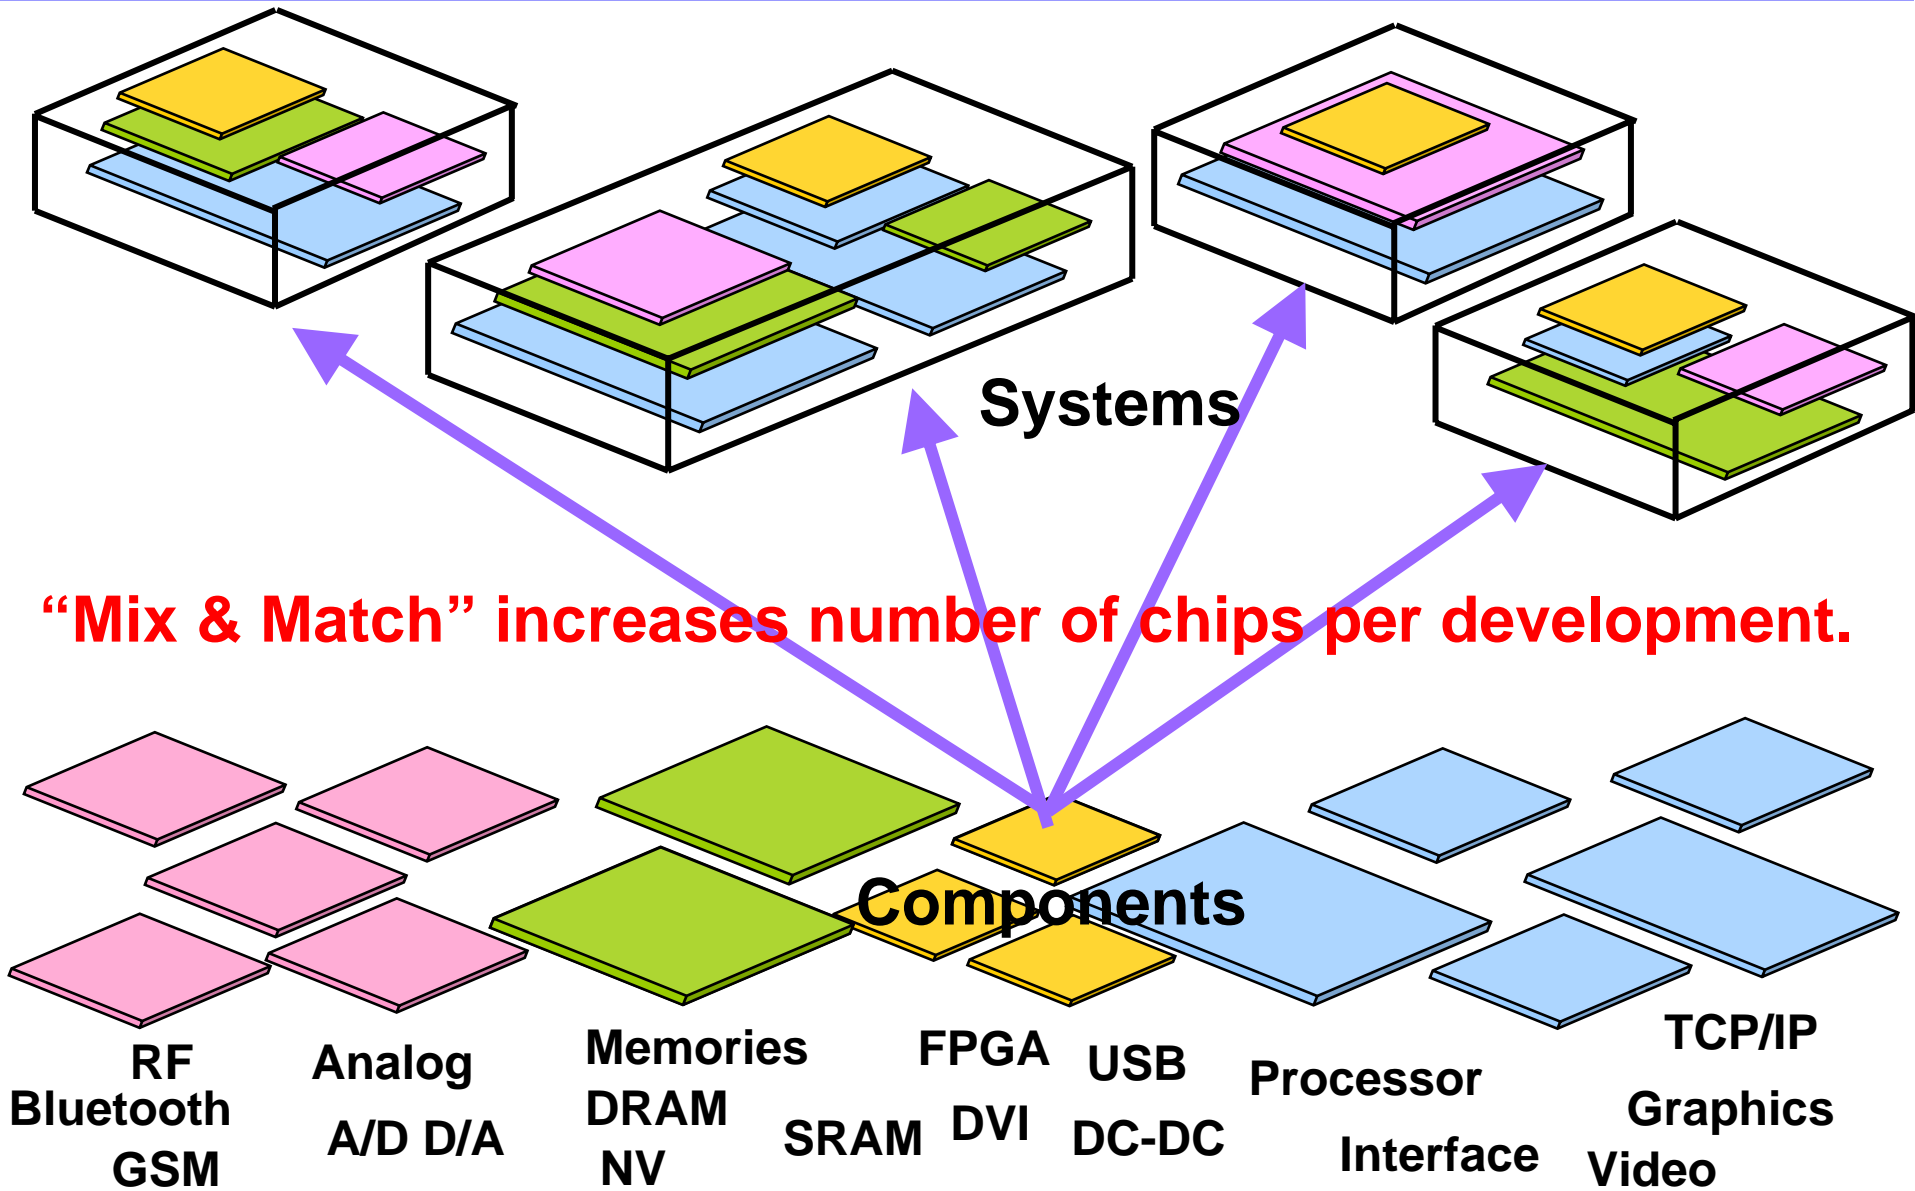 Systems
“Mix & Match” increases number of chips per development.
Components
RF
Bluetooth
GSM
Analog
A/D D/A
Memories
DRAM
NV
SRAM
FPGA
DVI
USB
DC-DC
Processor
Interface
TCP/IP
Graphics
Video